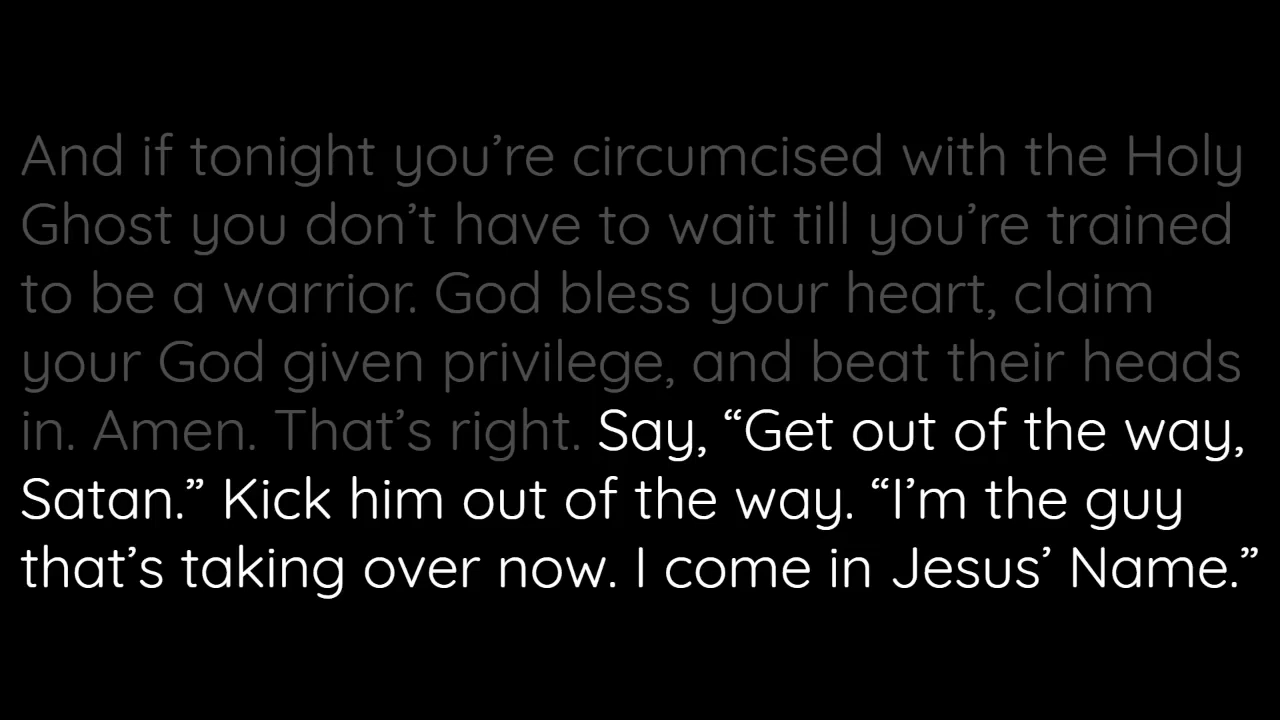 And if tonight you’re circumcised with the Holy
Ghost you don’t have to wait till you’re trained
to be a warrior. God bless your heart, claim
your God given privilege, and beat their heads
in. Amen. That’s right. Say, “Get out of the way,
Satan.” Kick him out of the way. “I’m the guy
that’s taking over now. I come in Jesus’ Name.”